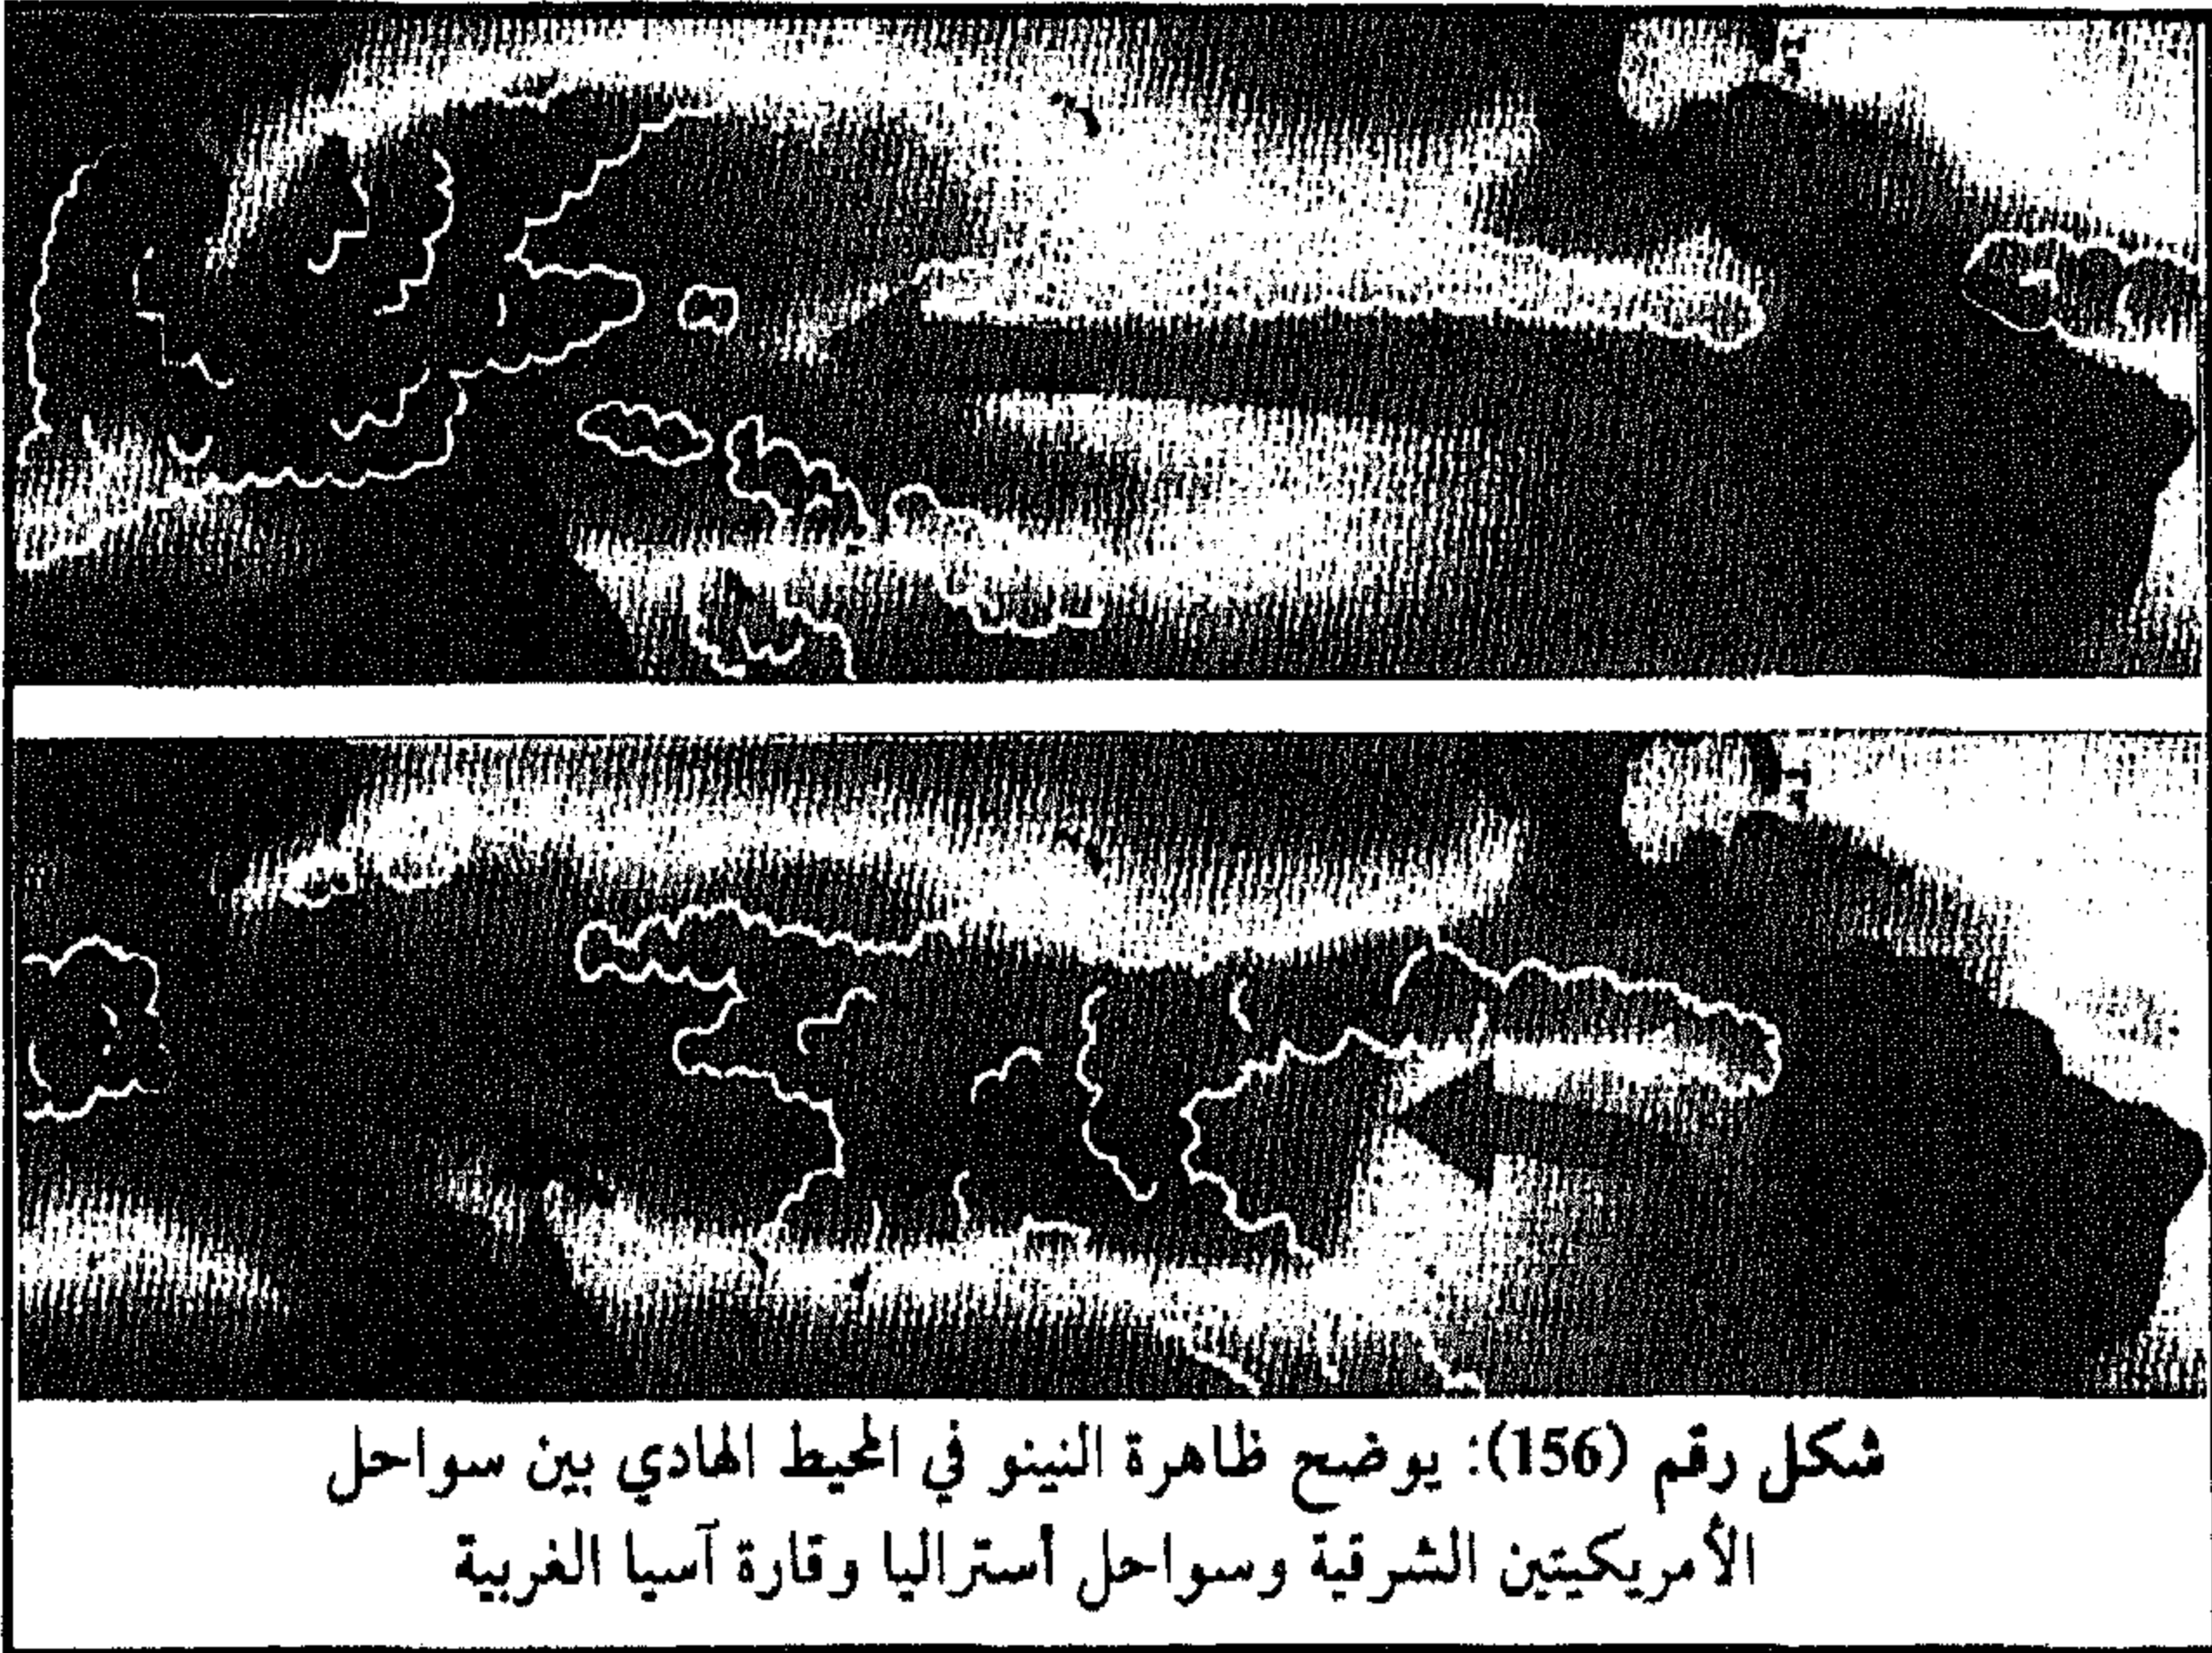 شكل رقم (156): يوضح ظاهرة النينو في المحيط الهادي بين سواحل
الأمريكيتين الشرقية وسواحل أستراليا وقارة آسيا الغربية